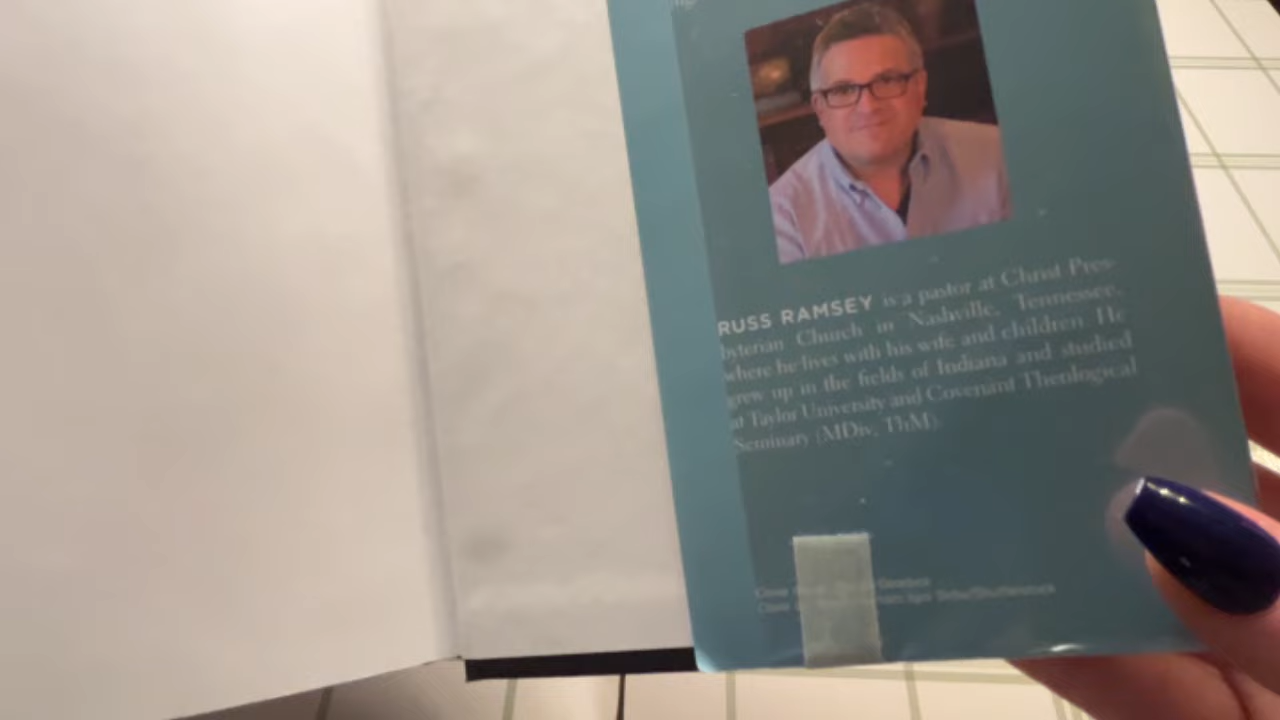 RUSS RAMSEY is a pastor at Christ Pres-
byterian Church in Nashville, Tennessee,
where he lives with his wife and children. He
grew up in the fields of Indiana and studied
at Taylor University and Covenant Theological
Seminary (MDiv, ThM).